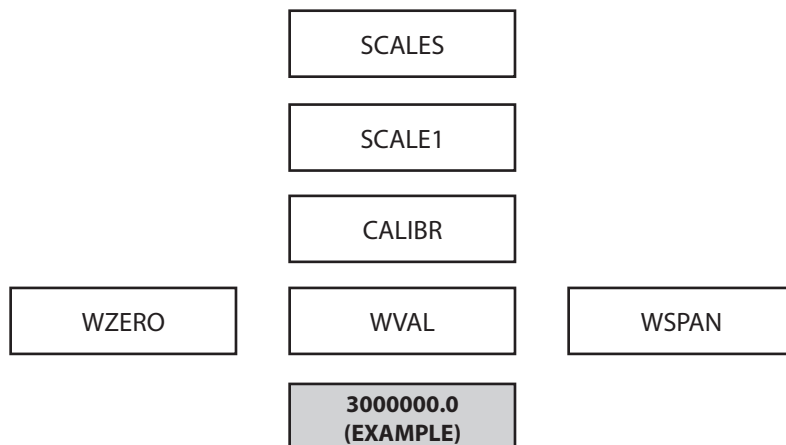 SCALES
SCALE1
CALIBR
WZERO
WVAL
WSPAN
3000000.0
(EXAMPLE)